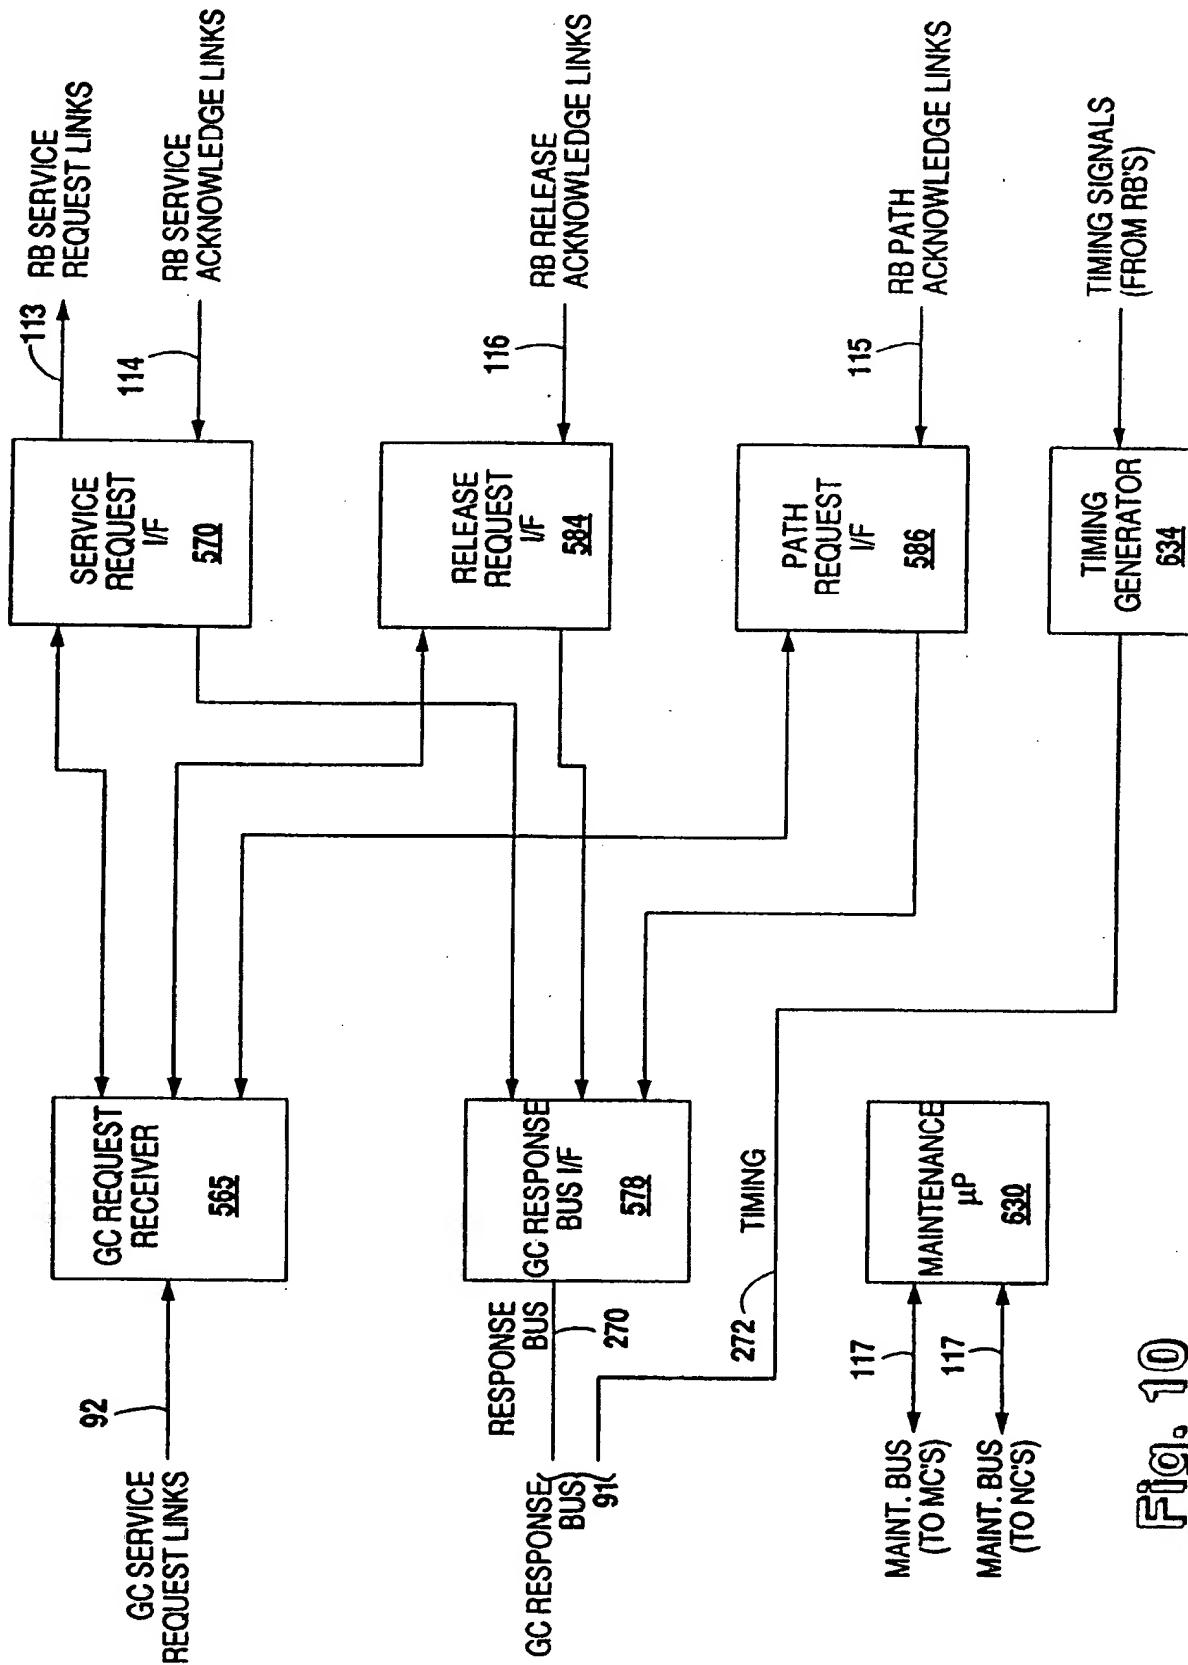 GC SERVICE
REQUEST LINKS
92
GC REQUEST
RECEIVER
565
SERVICE
REQUEST
I/F
570
113
RB SERVICE
REQUEST LINKS
114
RB SERVICE
ACKNOWLEDGE LINKS
RELEASE
REQUEST
I/F
584
116
RB RELEASE
ACKNOWLEDGE LINKS
GC RESPONSE
BUS
91
RESPONSE
BUS
270
GC RESPONSE
BUS I/F
578
PATH
REQUEST
I/F
586
115
RB PATH
ACKNOWLEDGE LINKS
272
TIMING
TIMING
GENERATOR
634
TIMING SIGNALS
(FROM RB'S)
MAINT. BUS
(TO MC'S)
117
MAINT. BUS
(TO NC'S)
117
MAINTENANCE
µP
630
Fig. 10